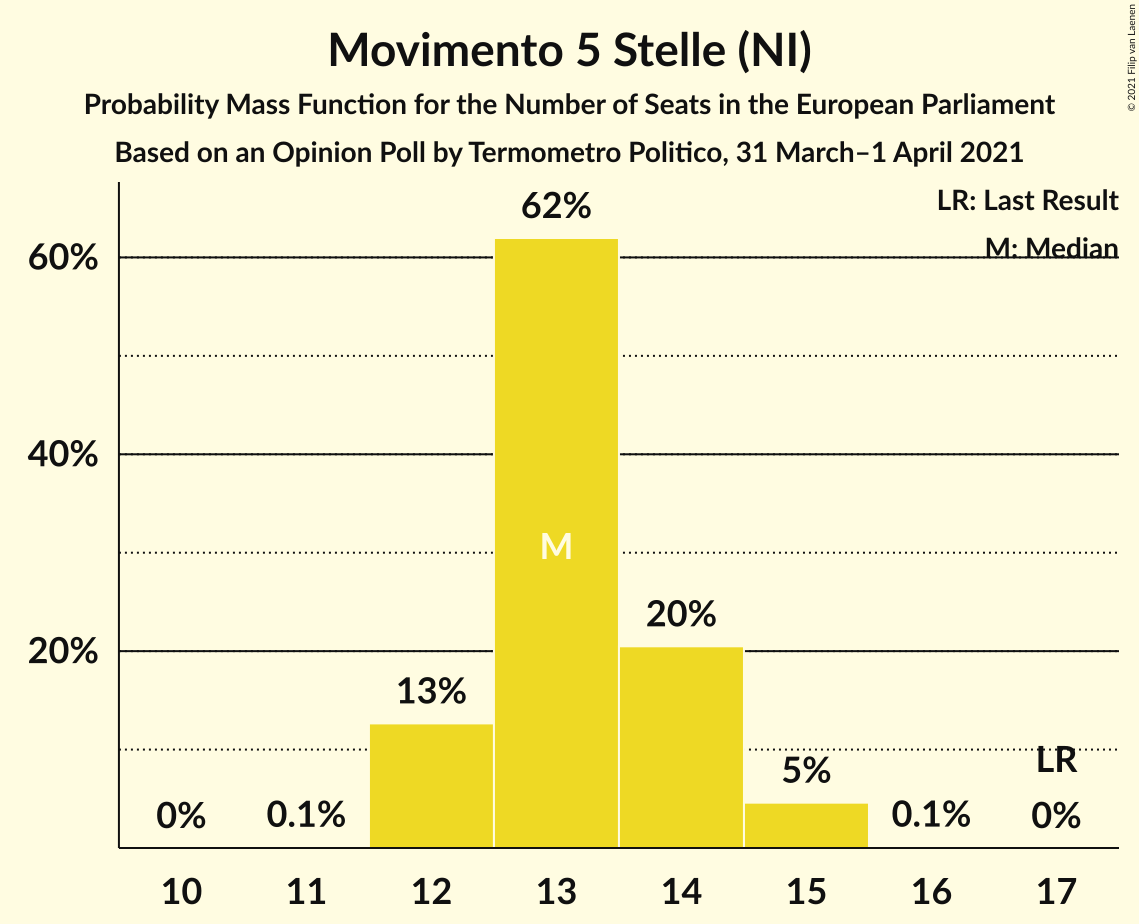 Movimento 5 Stelle (NI)
Probability Mass Function for the Number of Seats in the European Parliament
Based on an Opinion Poll by Termometro Politico, 31 March–1 April 2021
© 2021 Filip van Laenen
LR: Last Result
M: Median
60%
40%
20%
0%
0.1%
13%
62%
M
20%
5%
0.1%
LR
0%
10 11 12 13 14 15 16 17